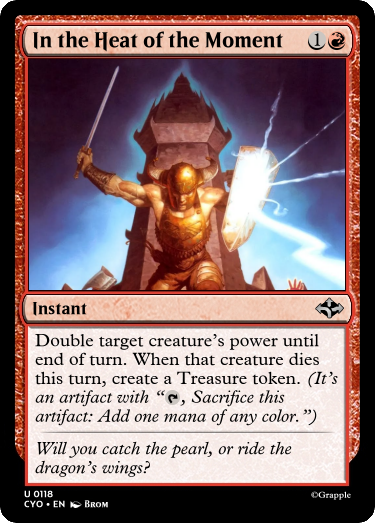 In the Heat of the Moment 1
Instant
Double target creature's power until
end of turn. When that creature dies
this turn, create a Treasure token. (It's
an artifact with “, Sacrifice this
artifact: Add one mana of any color.”)
Will you catch the pearl, or ride the
dragon's wings?
U 0118
CYO • EN Brom
©Grapple